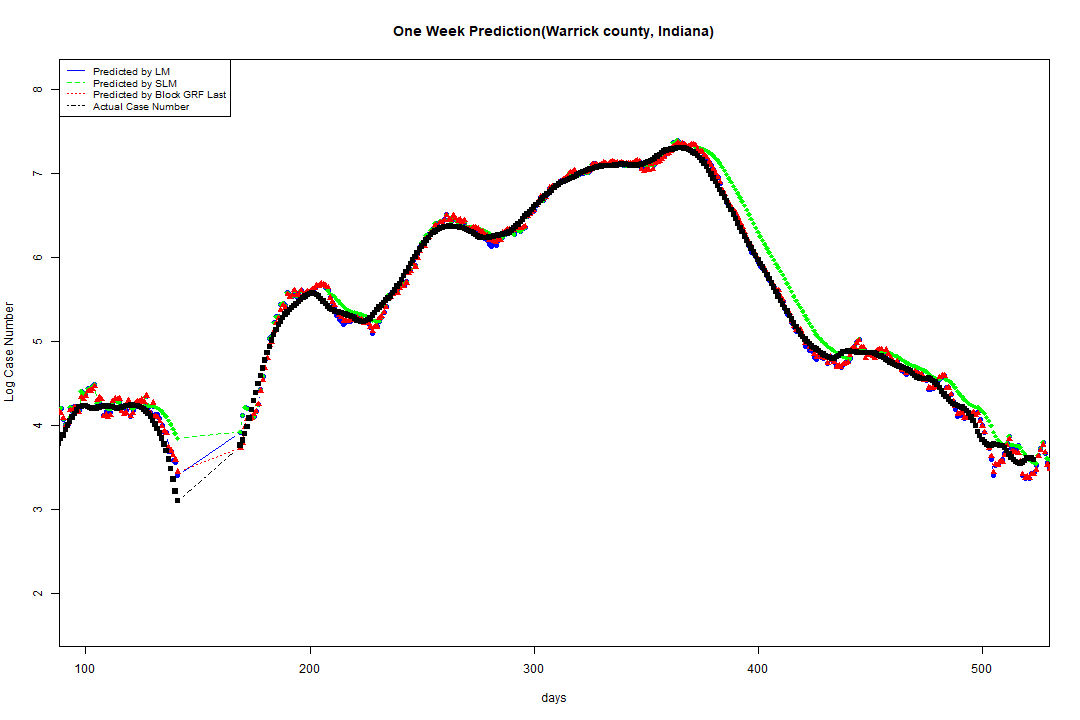 One Week Prediction(Warrick county, Indiana)
Predicted by LM
Predicted by SLM
Predicted by Block GRF Last
Actual Case Number
8
7
6
5
4
3
2
Log Case Number
100 200 300 400 500
days